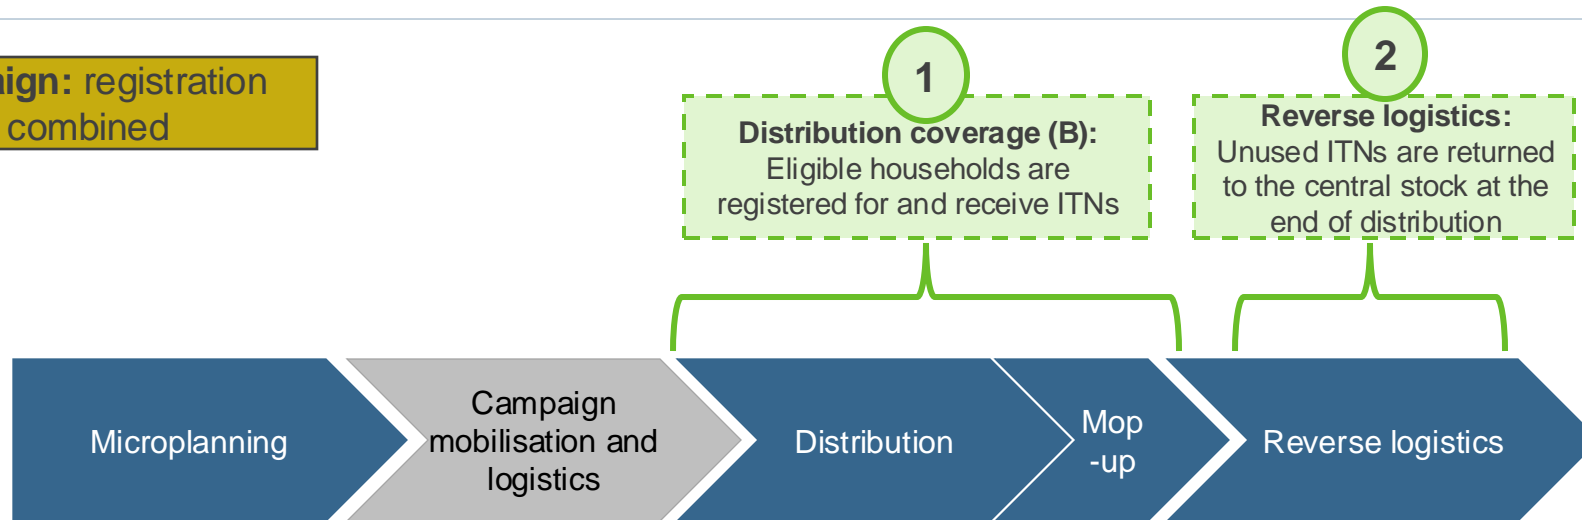 ign: registration
combined
1
Distribution coverage (B):
Eligible households are
registered for and receive ITNs
2
Reverse logistics:
Unused ITNs are returned
to the central stock at the
end of distribution
Microplanning
Campaign
mobilisation and
logistics
Distribution
Mop
-up
Reverse logistics